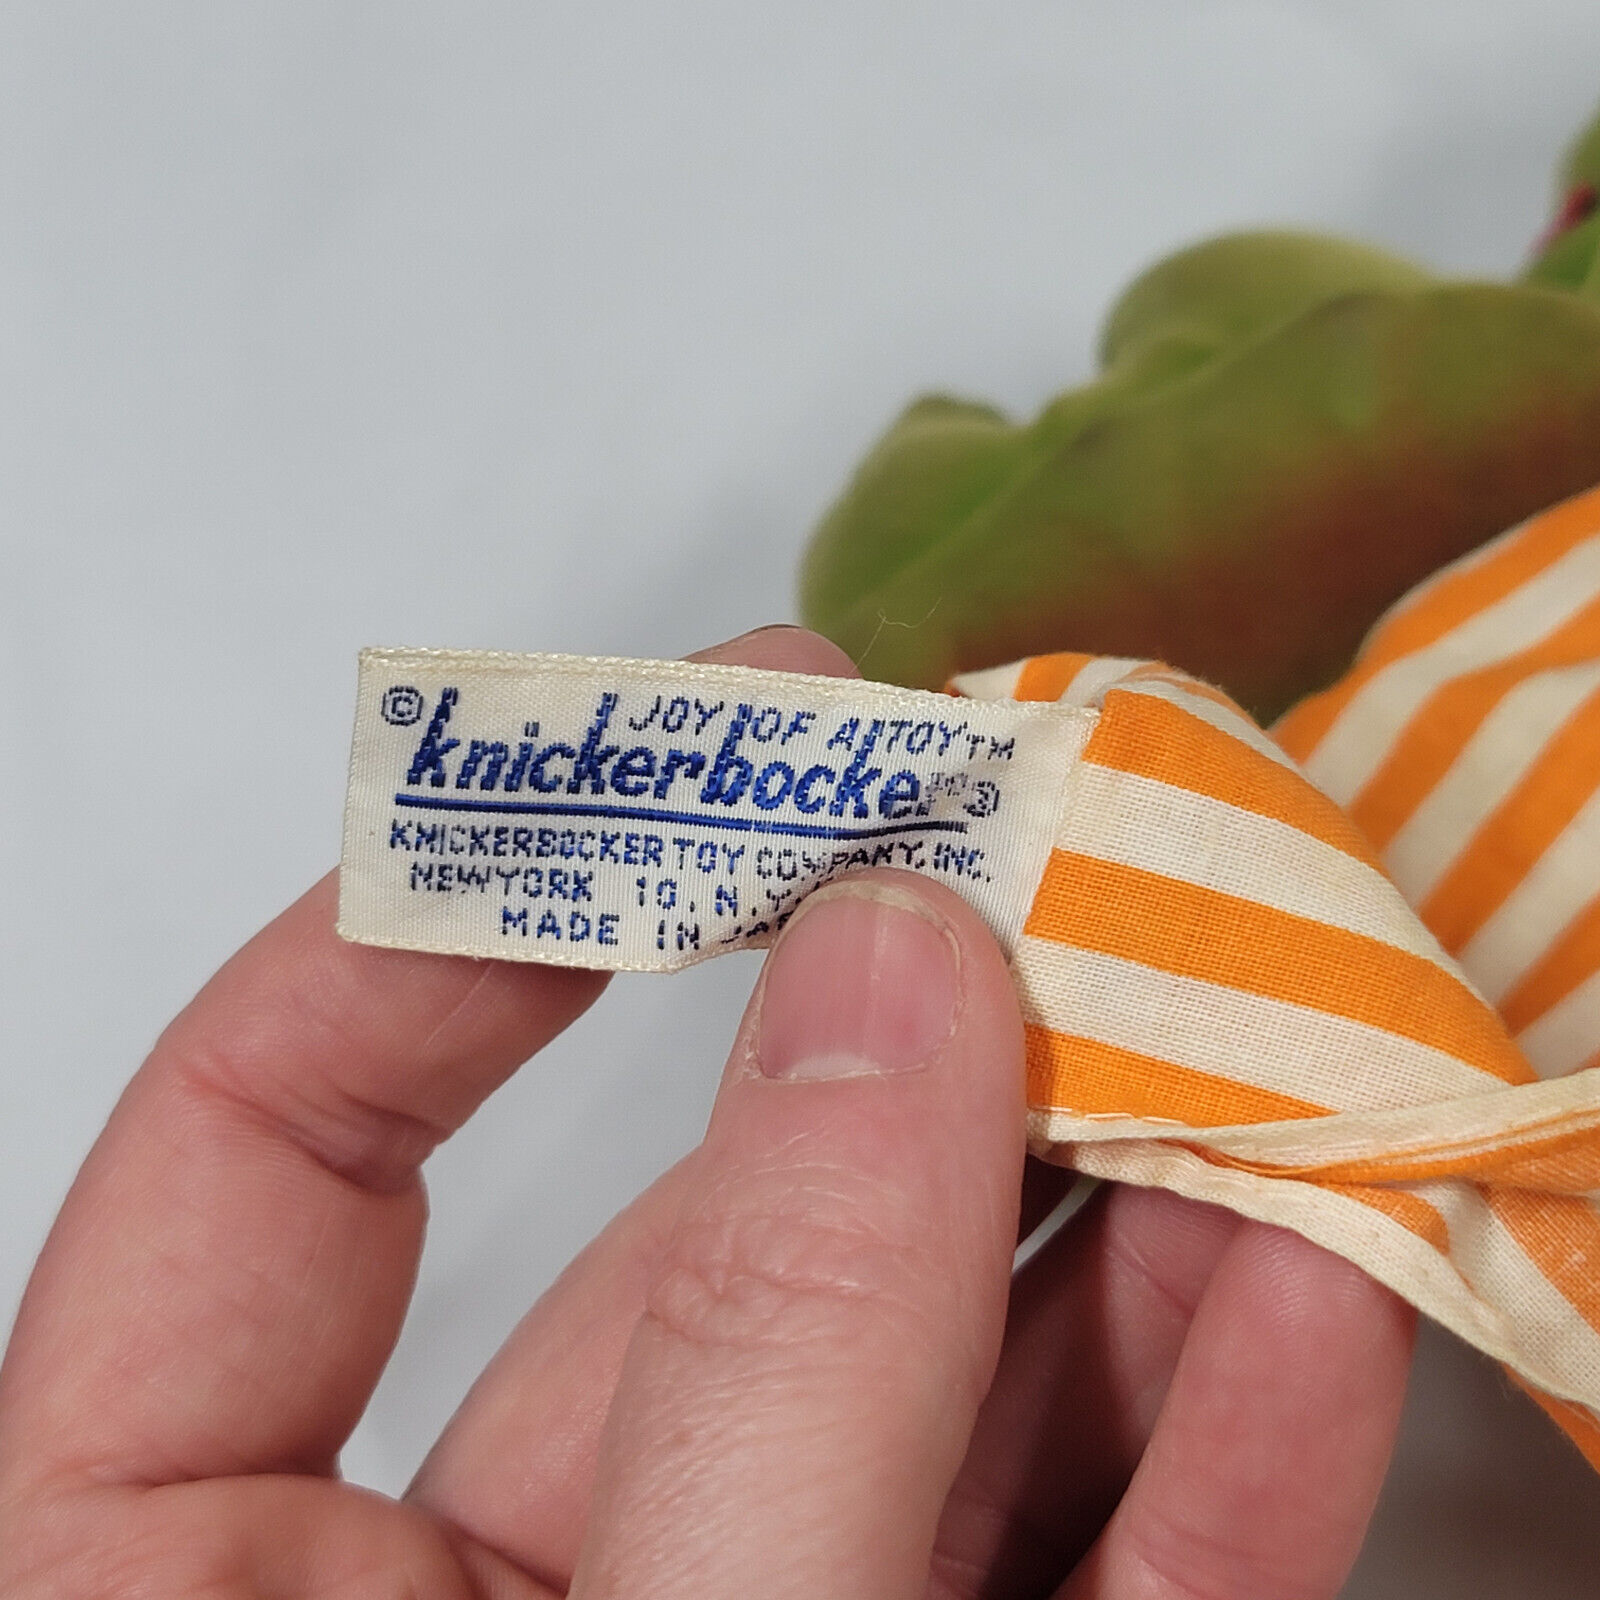 © JOY OF A TOY™
knickerbocker®
KNICKERBOCKER TOY COMPANY, INC.
NEW YORK 10, N.Y.
MADE IN